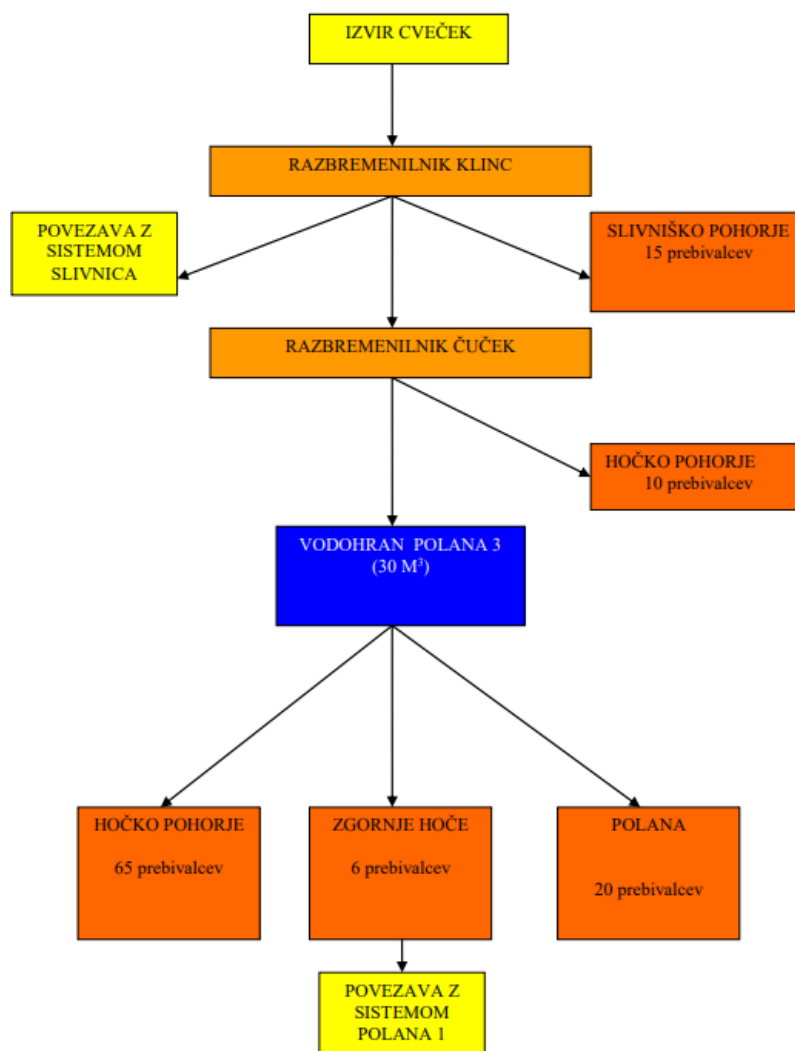 IZVIR CVEČEK
RAZBREMENILNIK KLINC
POVEZAVA Z
SISTEMOM
SLIVNICA
SLIVNIŠKO POHORJE
15 prebivalcev
RAZBREMENILNIK ČUČEK
HOČKO POHORJE
10 prebivalcev
VODOHRAN POLANA 3
(30 M³)
HOČKO POHORJE
65 prebivalcev
ZGORNJE HOČE
6 prebivalcev
POLANA
20 prebivalcev
POVEZAVA Z
SISTEMOM
POLANA 1